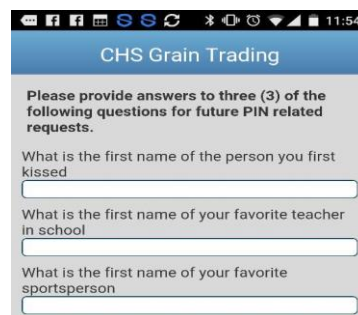 11:54
CHS Grain Trading
Please provide answers to three (3) of the
following questions for future PIN related
requests.
What is the first name of the person you first
kissed
What is the first name of your favorite teacher
in school
What is the first name of your favorite
sportsperson